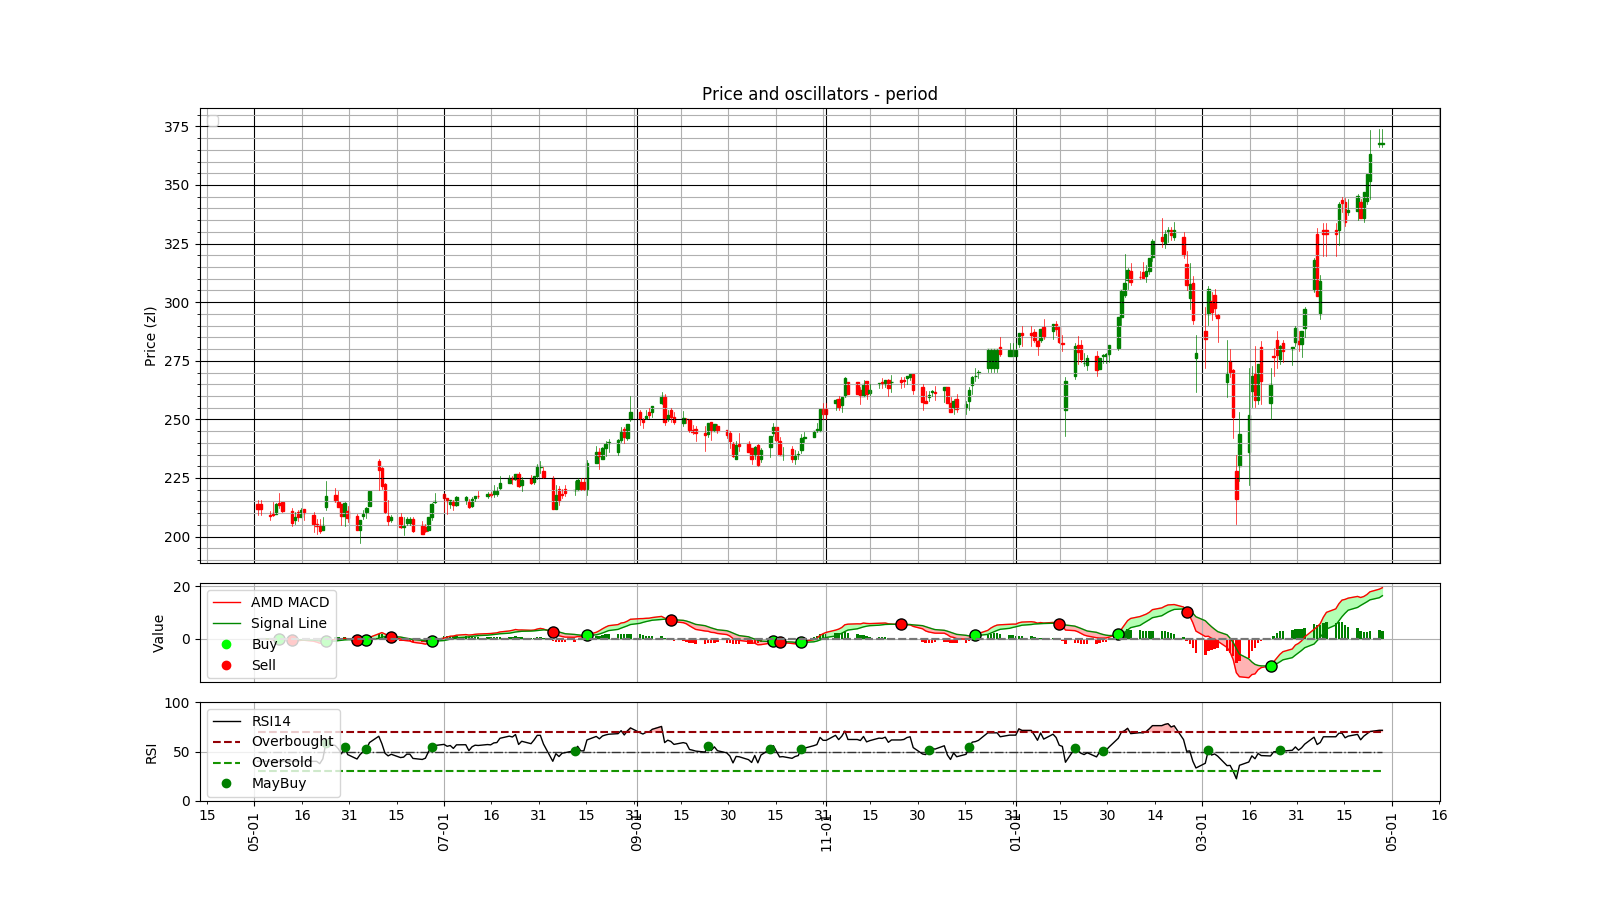 Price and oscillators - period
Price (zl)
375
350
325
300
275
250
225
200
Value
20
0
AMD MACD
Signal Line
Buy
Sell
RSI
100
50
0
RSI14
Overbought
Oversold
MayBuy
15 16 31 15 16 31 15 31 15 30 15 31 15 30 15 31 15 30 14 16 31 15 16
05-01 07-01 09-01 11-01 01-01 03-01 05-01